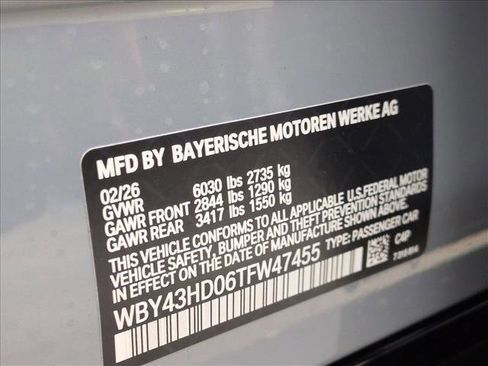 MFD BY BAYERISCHE MOTOREN WERKE AG
02/26
GVWR 6030 lbs 2735 kg
GAWR FRONT 2844 lbs 1290 kg
GAWR REAR 3417 lbs 1550 kg
THIS VEHICLE CONFORMS TO ALL APPLICABLE U.S.FEDERAL MOTOR
VEHICLE SAFETY, BUMPER AND THEFT PREVENTION STANDARDS
IN EFFECT ON THE DATE OF MANUFACTURE SHOWN ABOVE.
WBY43HD06TFW47455 TYPE: PASSENGER CAR
C4P